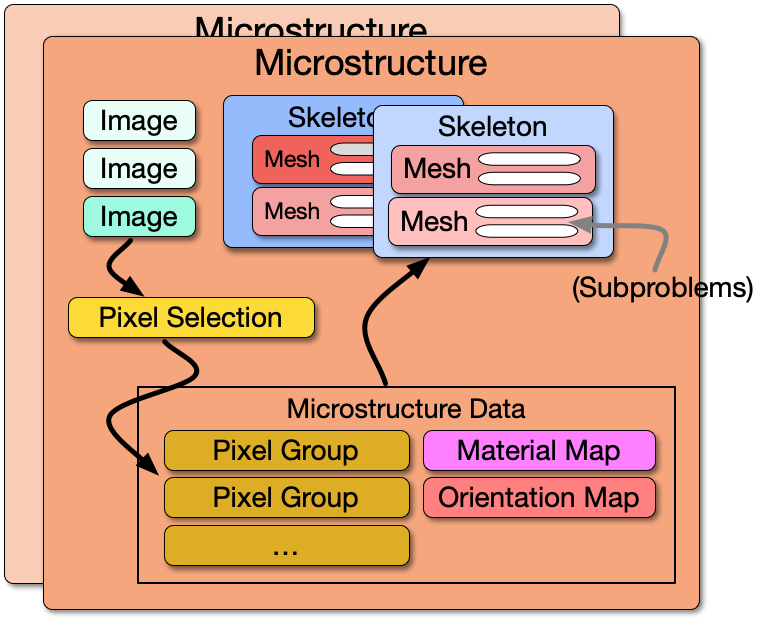 Microstructure
Microstructure
Image
Image
Image
Skeleto
Mesh
Mesh
Skeleton
Mesh
Mesh
(Subproblems)
Pixel Selection
Microstructure Data
Pixel Group
Material Map
Pixel Group
Orientation Map
...